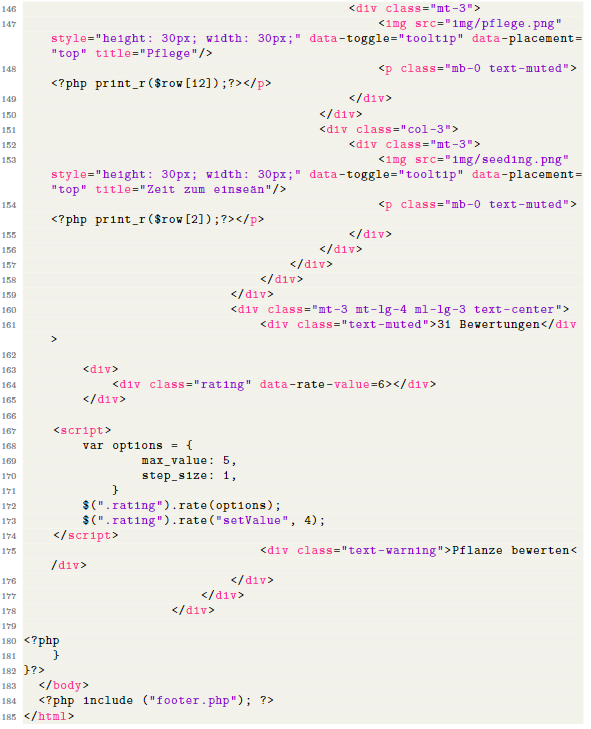 146 <div class="mt-3">
147 <img src="img/pflege.png"
style="height: 30px; width: 30px;" data-toggle="tooltip" data-placement=
"top" title="Pflege"/>
148 <p class="mb-0 text-muted">
<?php print_r($row[12]);?></p>
149 </div>
150 </div>
151 <div class="col-3">
152 <div class="mt-3">
153 <img src="img/seeding.png"
style="height: 30px; width: 30px;" data-toggle="tooltip" data-placement=
"top" title="Zeit zum einseän"/>
154 <p class="mb-0 text-muted">
<?php print_r($row[2]);?></p>
155 </div>
156 </div>
157 </div>
158 </div>
159 </div>
160 <div class="mt-3 mt-lg-4 ml-lg-3 text-center">
161 <div class="text-muted">31 Bewertungen</div
>
162
163 <div>
164 <div class="rating" data-rate-value=6></div>
165 </div>
166
167 <script>
168 var options = {
169 max_value: 5,
170 step_size: 1,
171 }
172 $(".rating").rate(options);
173 $(".rating").rate("setValue", 4);
174 </script>
175 <div class="text-warning">Pflanze bewerten<
/div>
176 </div>
177 </div>
178 </div>
179
180 <?php
181 }
182 }?>
183 </body>
184 <?php include ("footer.php"); ?>
185 </html>